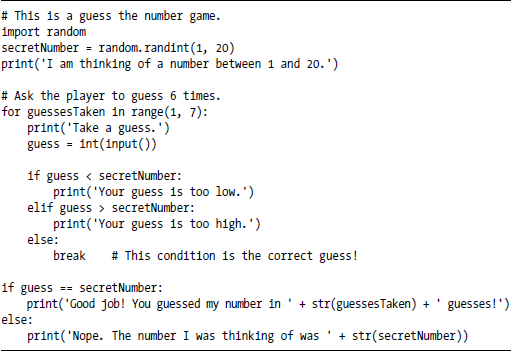 # This is a guess the number game.
import random
secretNumber = random.randint(1, 20)
print('I am thinking of a number between 1 and 20.')

# Ask the player to guess 6 times.
for guessesTaken in range(1, 7):
    print('Take a guess.')
    guess = int(input())

    if guess < secretNumber:
        print('Your guess is too low.')
    elif guess > secretNumber:
        print('Your guess is too high.')
    else:
        break    # This condition is the correct guess!

if guess == secretNumber:
    print('Good job! You guessed my number in ' + str(guessesTaken) + ' guesses!')
else:
    print('Nope. The number I was thinking of was ' + str(secretNumber))